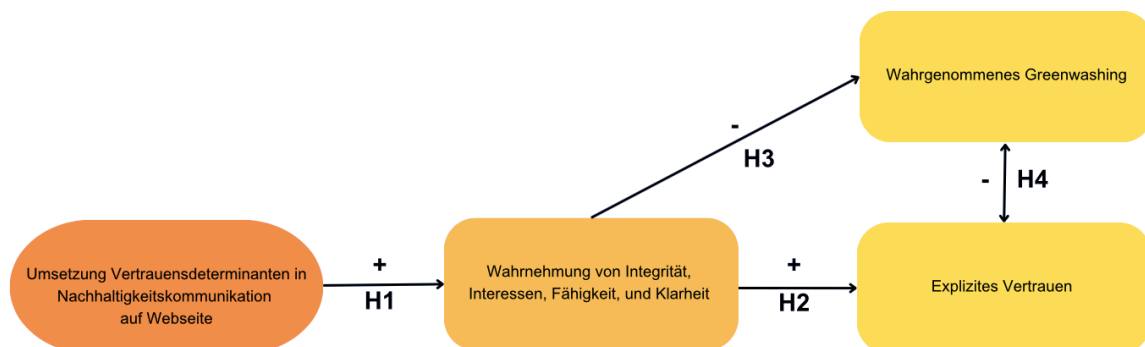 Wahrgenommenes Greenwashing
-
H3
-
H4
Umsetzung Vertrauensdeterminanten in
Nachhaltigkeitskommunikation
auf Webseite
+
H1
Wahrnehmung von Integrität,
Interessen, Fähigkeit, und Klarheit
+
H2
Explizites Vertrauen